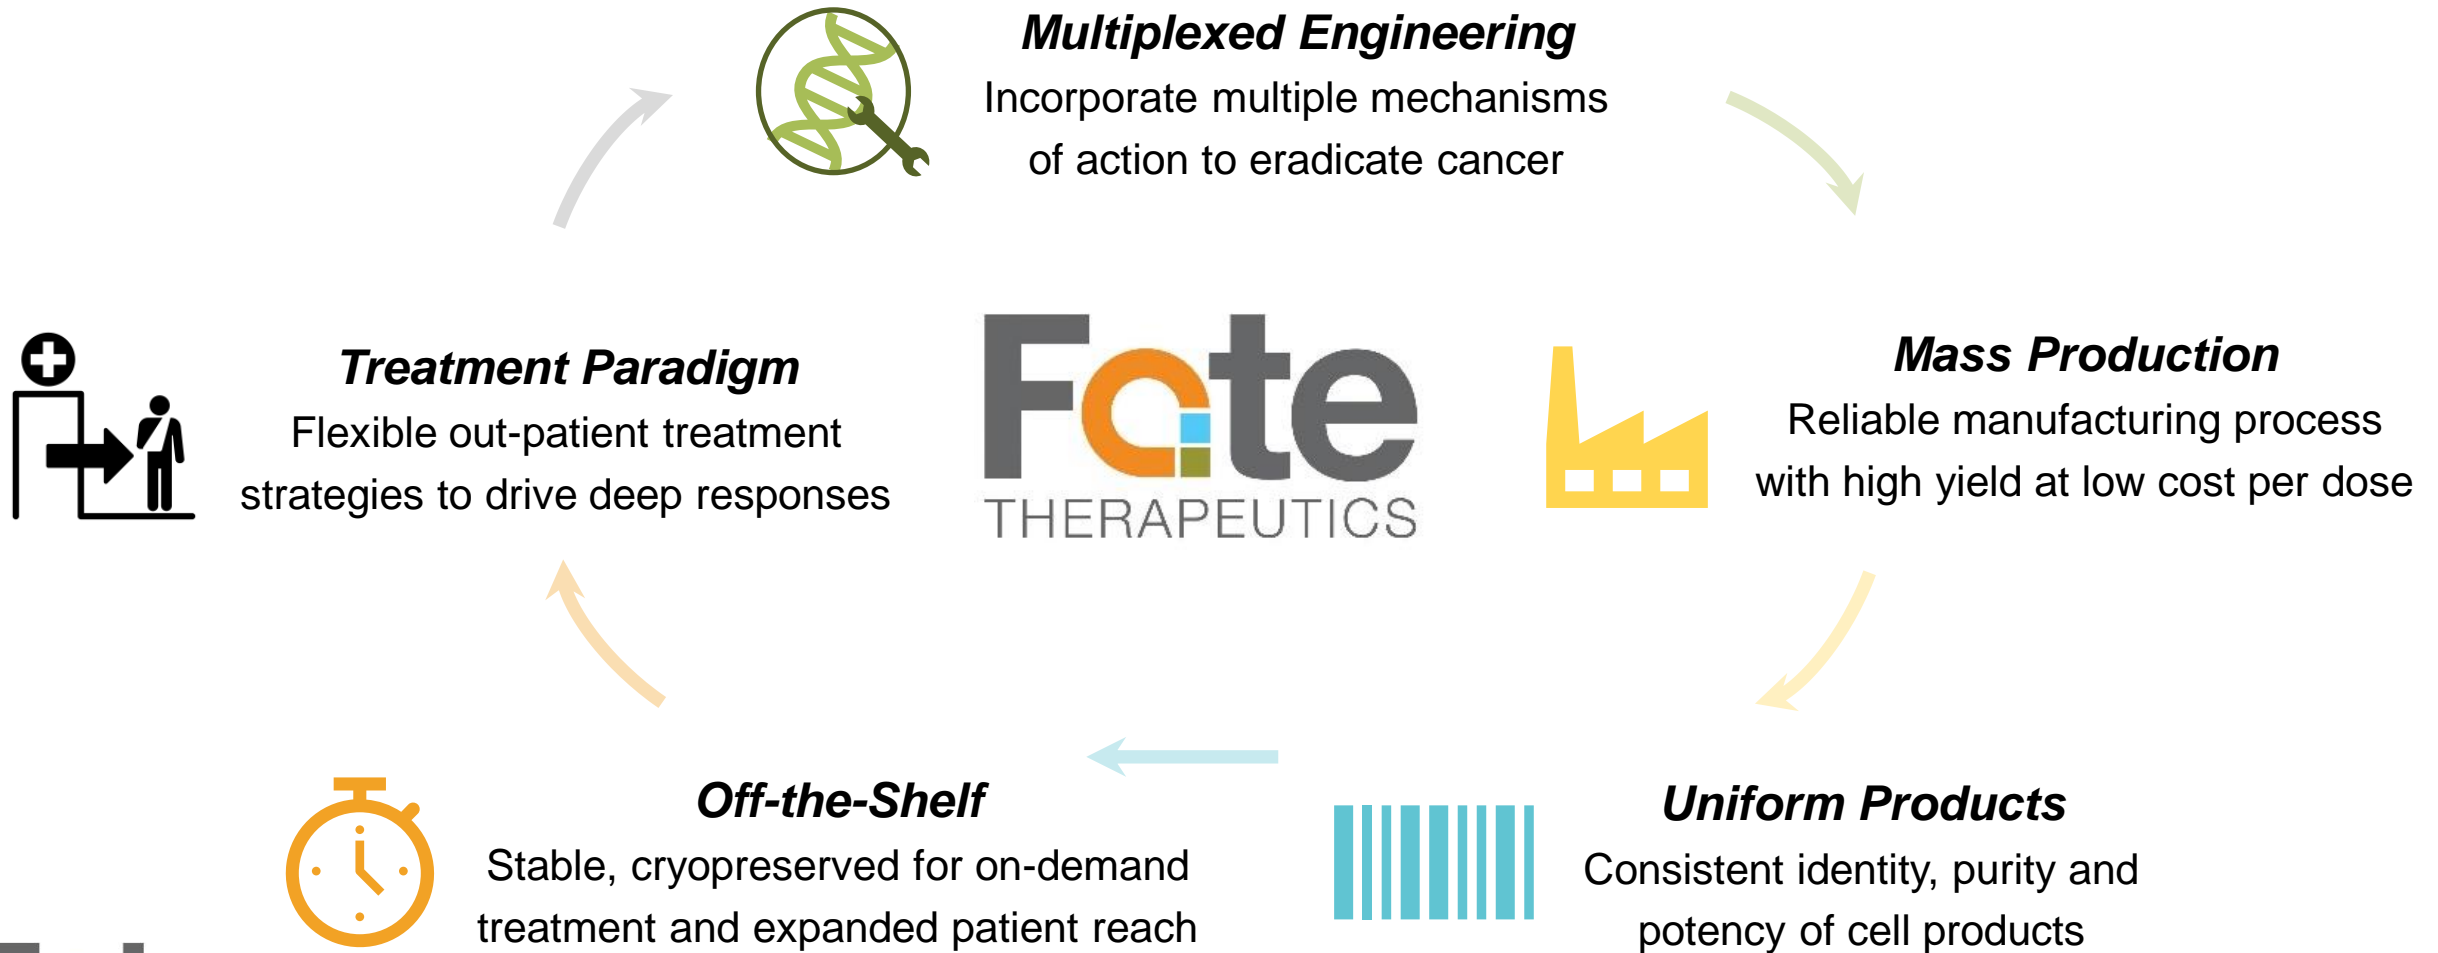 Multiplexed Engineering
Incorporate multiple mechanisms
of action to eradicate cancer
Treatment Paradigm
Flexible out-patient treatment
strategies to drive deep responses
Fate
THERAPEUTICS
Mass Production
Reliable manufacturing process
with high yield at low cost per dose
Off-the-Shelf
Stable, cryopreserved for on-demand
treatment and expanded patient reach
Uniform Products
Consistent identity, purity and
potency of cell products